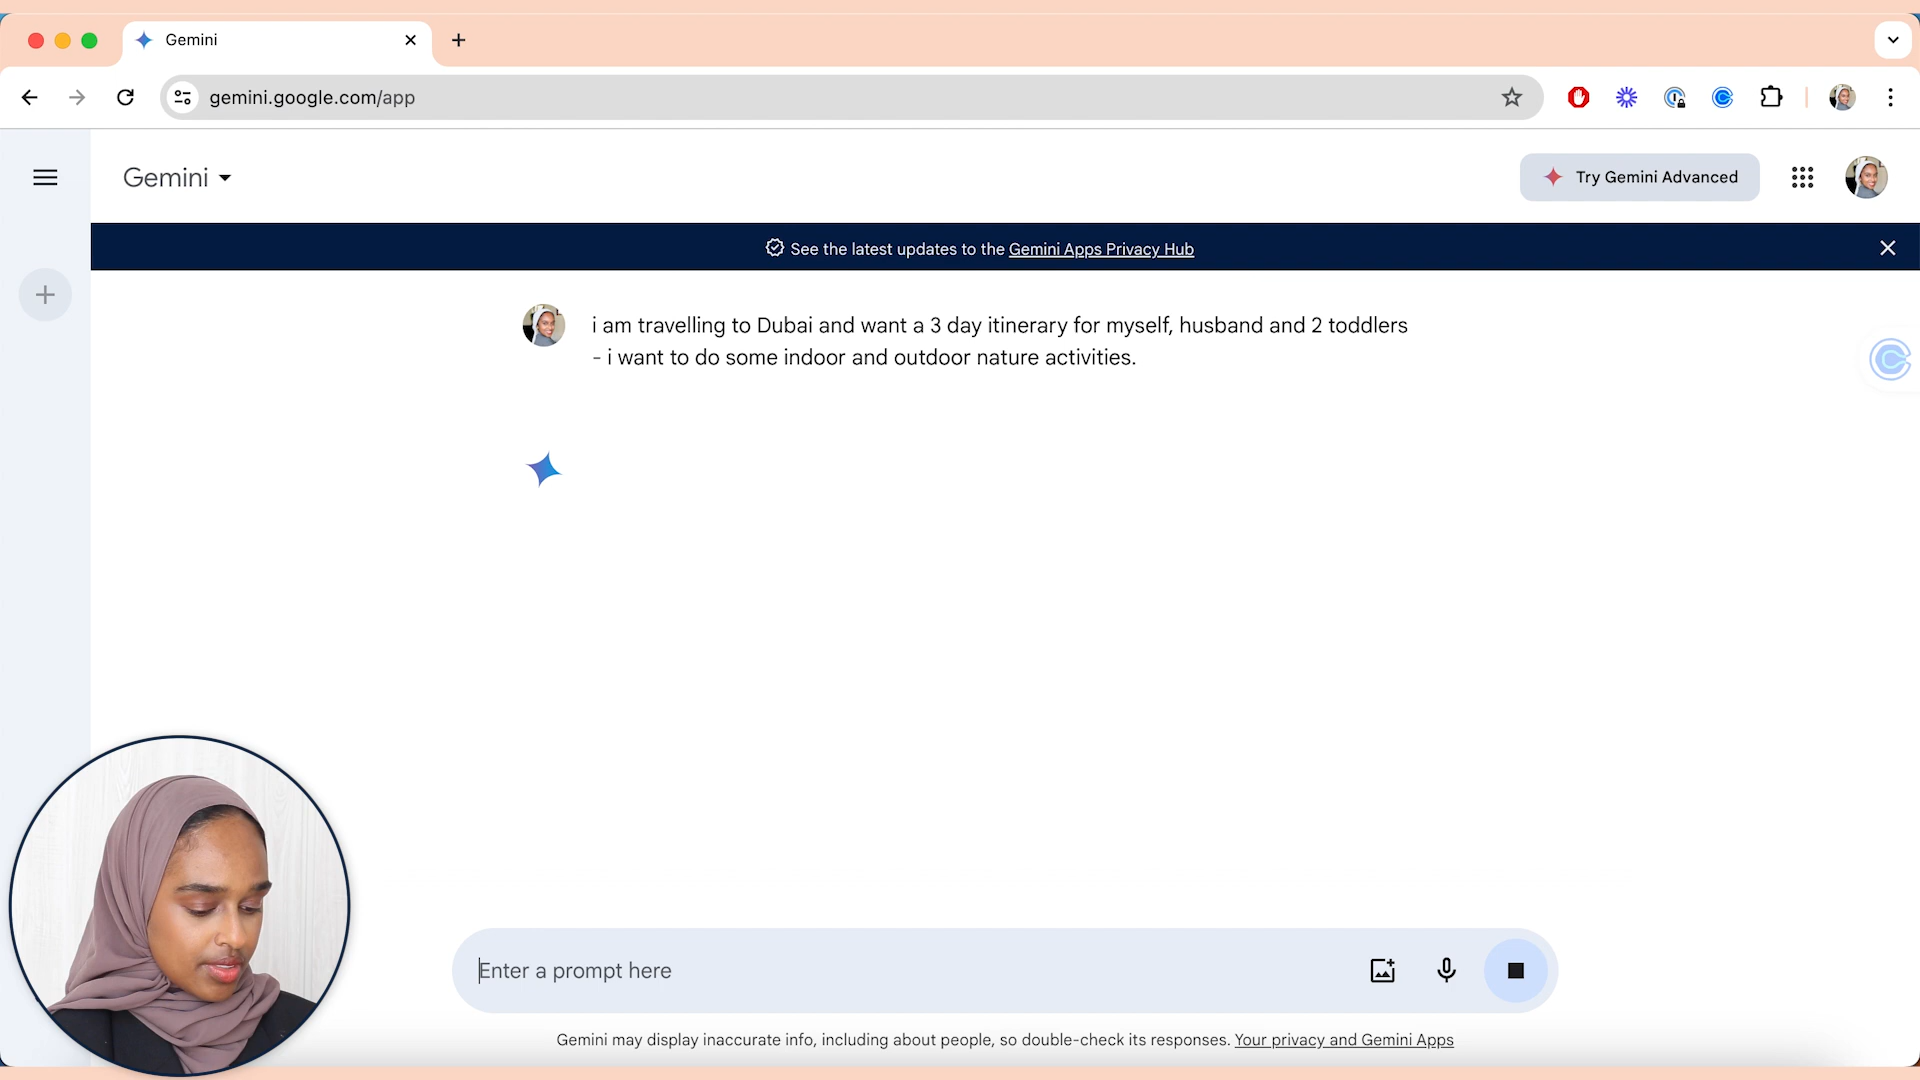 Gemini
gemini.google.com/app
Gemini
Try Gemini Advanced
See the latest updates to the Gemini Apps Privacy Hub
i am travelling to Dubai and want a 3 day itinerary for myself, husband and 2 toddlers
- i want to do some indoor and outdoor nature activities.
Enter a prompt here
Gemini may display inaccurate info, including about people, so double-check its responses. Your privacy and Gemini Apps